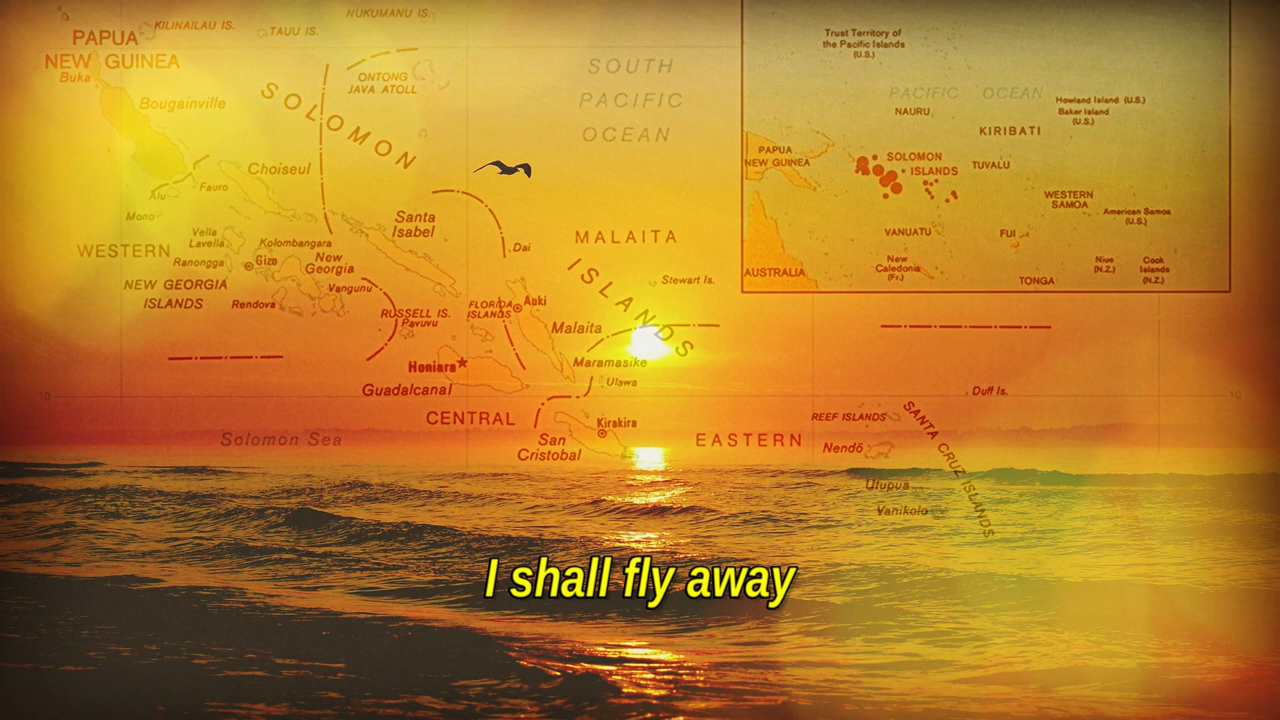 NUKUMANU IS.
KILINAILAU IS.
TAUU IS.
PAPUA
NEW GUINEA
Buka
Bougainville
ONTONG
JAVA ATOLL
SOLOMON
ISLANDS
SOUTH
PACIFIC
OCEAN
Choiseul
Fauro
Alu
Mono
Vella
Lavella
Kolombangara
WESTERN
Ranongga
Gizo
New
Georgia
NEW GEORGIA
ISLANDS
Vangunu
Rendova
Santa
Isabel
Dai
MALAITA
Stewart Is.
RUSSELL IS.
Pavuvu
FLORIDA
ISLANDS
Auki
Malaita
Maramasike
Ulawa
Honiara
Guadalcanal
CENTRAL
Solomon Sea
Kirakira
San
Cristobal
EASTERN
Duff Is.
REEF ISLANDS
Nendö
SANTA CRUZ ISLANDS
Utupua
Vanikolo
10
Trust Territory of
the Pacific Islands
(U.S.)
PACIFIC OCEAN
NAURU
Howland Island (U.S.)
Baker Island
(U.S.)
KIRIBATI
PAPUA
NEW GUINEA
SOLOMON
ISLANDS
TUVALU
WESTERN
SAMOA
American Samoa
(U.S.)
VANUATU
FIJI
New
Caledonia
(Fr.)
Niue
(N.Z.)
Cook
Islands
(N.Z.)
AUSTRALIA
TONGA
I shall fly away